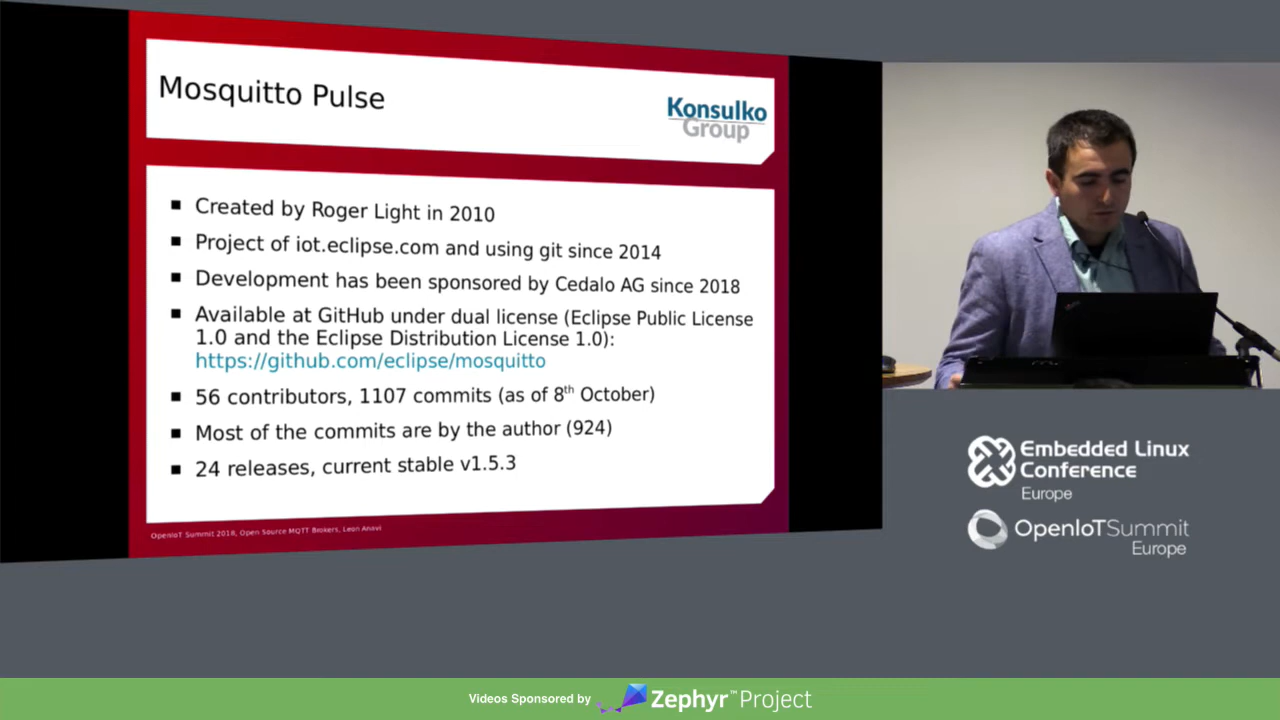 Mosquitto Pulse
Konsulko
Group
Created by Roger Light in 2010
Project of iot.eclipse.com and using git since 2014
Development has been sponsored by Cedalo AG since 2018
Available at GitHub under dual license (Eclipse Public License
1.0 and the Eclipse Distribution License 1.0):
https://github.com/eclipse/mosquitto
56 contributors, 1107 commits (as of 8th October)
Most of the commits are by the author (924)
24 releases, current stable v1.5.3
OpenIoT Summit 2018, Open Source MQTT Brokers, Leon Anavi
Embedded Linux
Conference
Europe
OpenIoTSummit
Europe
Videos Sponsored by Zephyr™Project